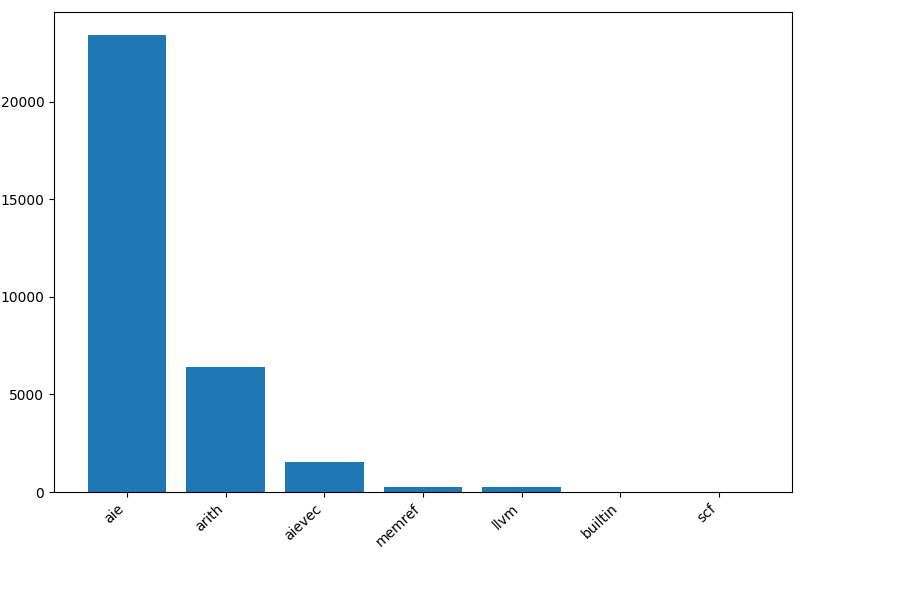 20000
15000
10000
5000
0
aie
arith
aievec
memref
llvm
builtin
scf